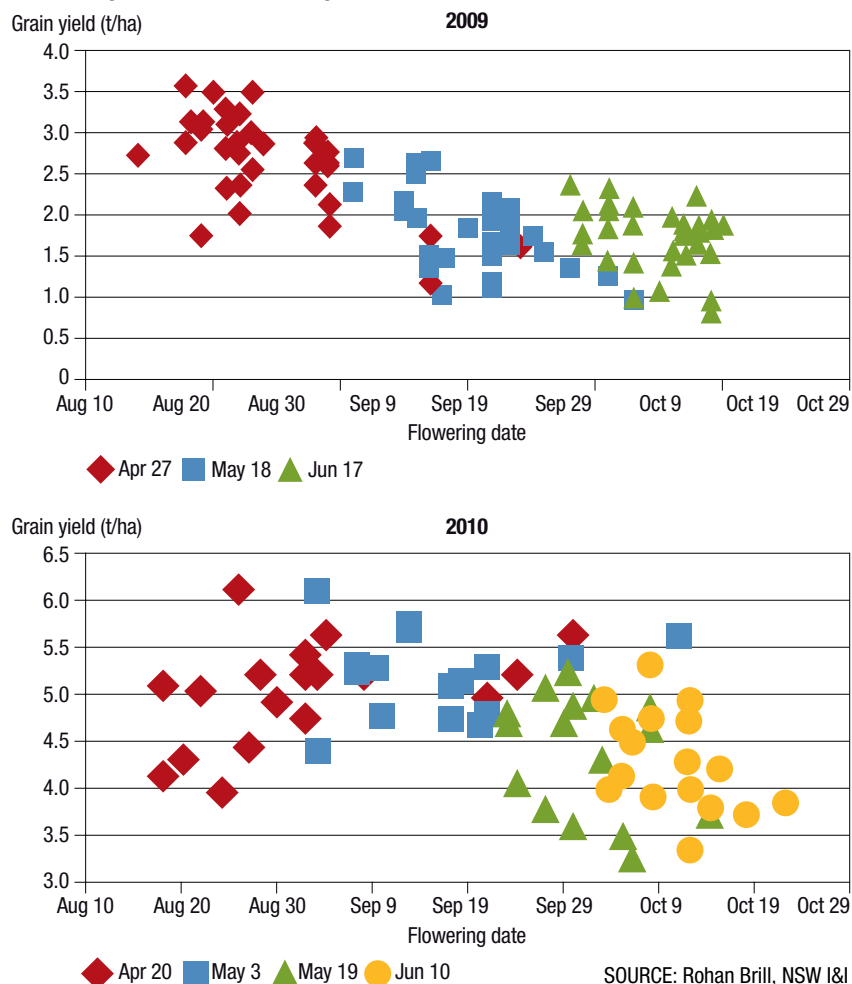 Grain yield (t/ha)
2009
4.0
3.5
3.0
2.5
2.0
1.5
1.0
0.5
0
Aug 10 Aug 20 Aug 30 Sep 9 Sep 19 Sep 29 Oct 9 Oct 19 Oct 29
Flowering date
Apr 27 May 18 Jun 17
Grain yield (t/ha)
2010
6.5
6.0
5.5
5.0
4.5
4.0
3.5
3.0
Aug 10 Aug 20 Aug 30 Sep 9 Sep 19 Sep 29 Oct 9 Oct 19 Oct 29
Flowering date
Apr 20 May 3 May 19 Jun 10
SOURCE: Rohan Brill, NSW I&I